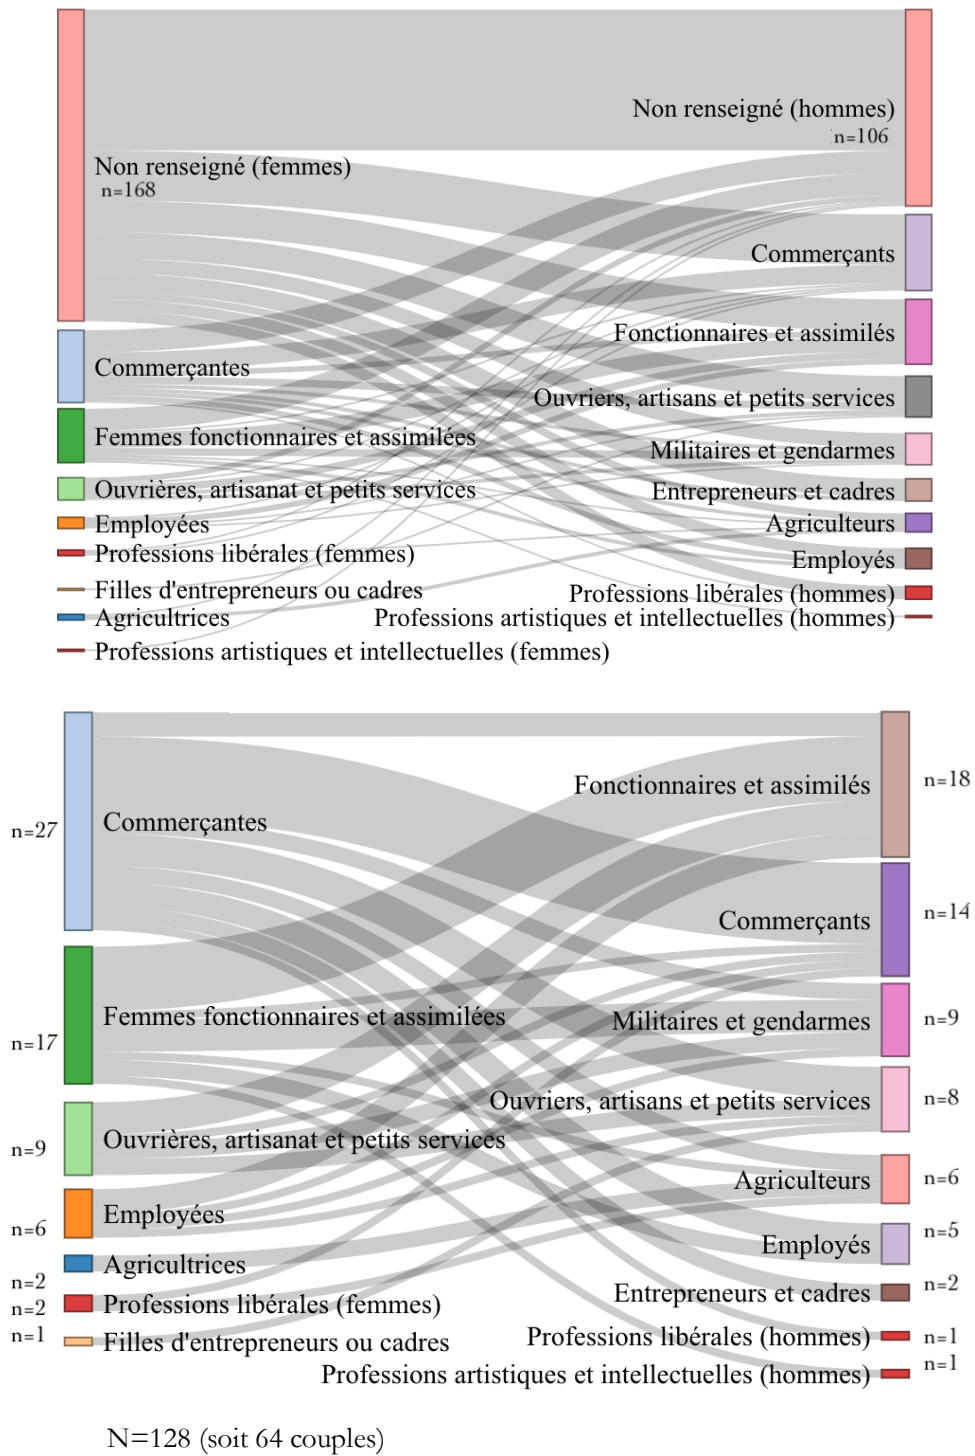 Non renseigné (hommes)
n=106
Non renseigné (femmes)
n=168
Commerçants
Fonctionnaires et assimilés
Commerçantes
Ouvriers, artisans et petits services
Femmes fonctionnaires et assimilées
Militaires et gendarmes
Ouvrières, artisanat et petits services
Entrepreneurs et cadres
Employées
Agriculteurs
Professions libérales (femmes)
Employés
Filles d'entrepreneurs ou cadres
Professions libérales (hommes)
Agricultrices
Professions artistiques et intellectuelles (hommes)
Professions artistiques et intellectuelles (femmes)
Fonctionnaires et assimilés
n=18
n=27
Commerçantes
Commerçants
n=14
Femmes fonctionnaires et assimilées
n=17
Militaires et gendarmes
n=9
Ouvriers, artisans et petits services
n=8
Ouvrières, artisanat et petits services
n=9
Agriculteurs
n=6
Employées
n=6
Employés
n=5
Agricultrices
n=2
Entrepreneurs et cadres
n=2
Professions libérales (femmes)
n=2
Professions libérales (hommes)
n=1
Filles d'entrepreneurs ou cadres
n=1
Professions artistiques et intellectuelles (hommes)
n=1
N=128 (soit 64 couples)